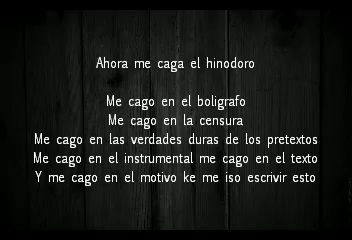 Ahora me caga el hinodoro
Me cago en el boligrafo
Me cago en la censura
Me cago en las verdades duras de los pretextos
Me cago en el instrumental me cago en el texto
Y me cago en el motivo ke me iso escrivir esto